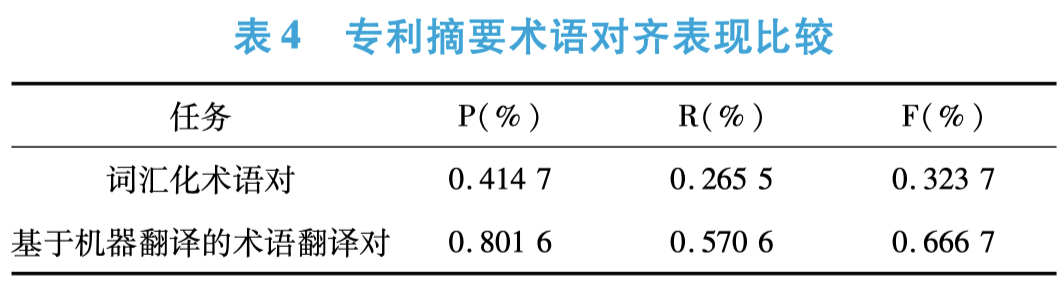 表 4 专利摘要术语对齐表现比较
任务 P(%) R(%) F(%)
词汇化术语对 0.414 7 0.265 5 0.323 7
基于机器翻译的术语翻译对 0.801 6 0.570 6 0.666 7